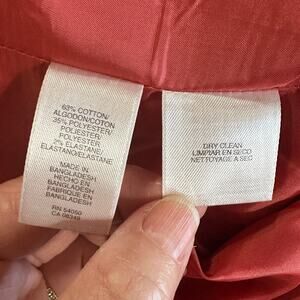 63% COTTON/
ALGODON/COTON
35% POLYESTER/
POLIESTER/
POLYESTER
2% ELASTANE/
ELASTANO/ELASTANE
MADE IN
BANGLADESH
HECHO EN
BANGLADESH
FABRIQUE EN
BANGLADESH
RN 54050
CA 08349
DRY CLEAN
LIMPIAR EN SECO
NETTOYAGE A SEC